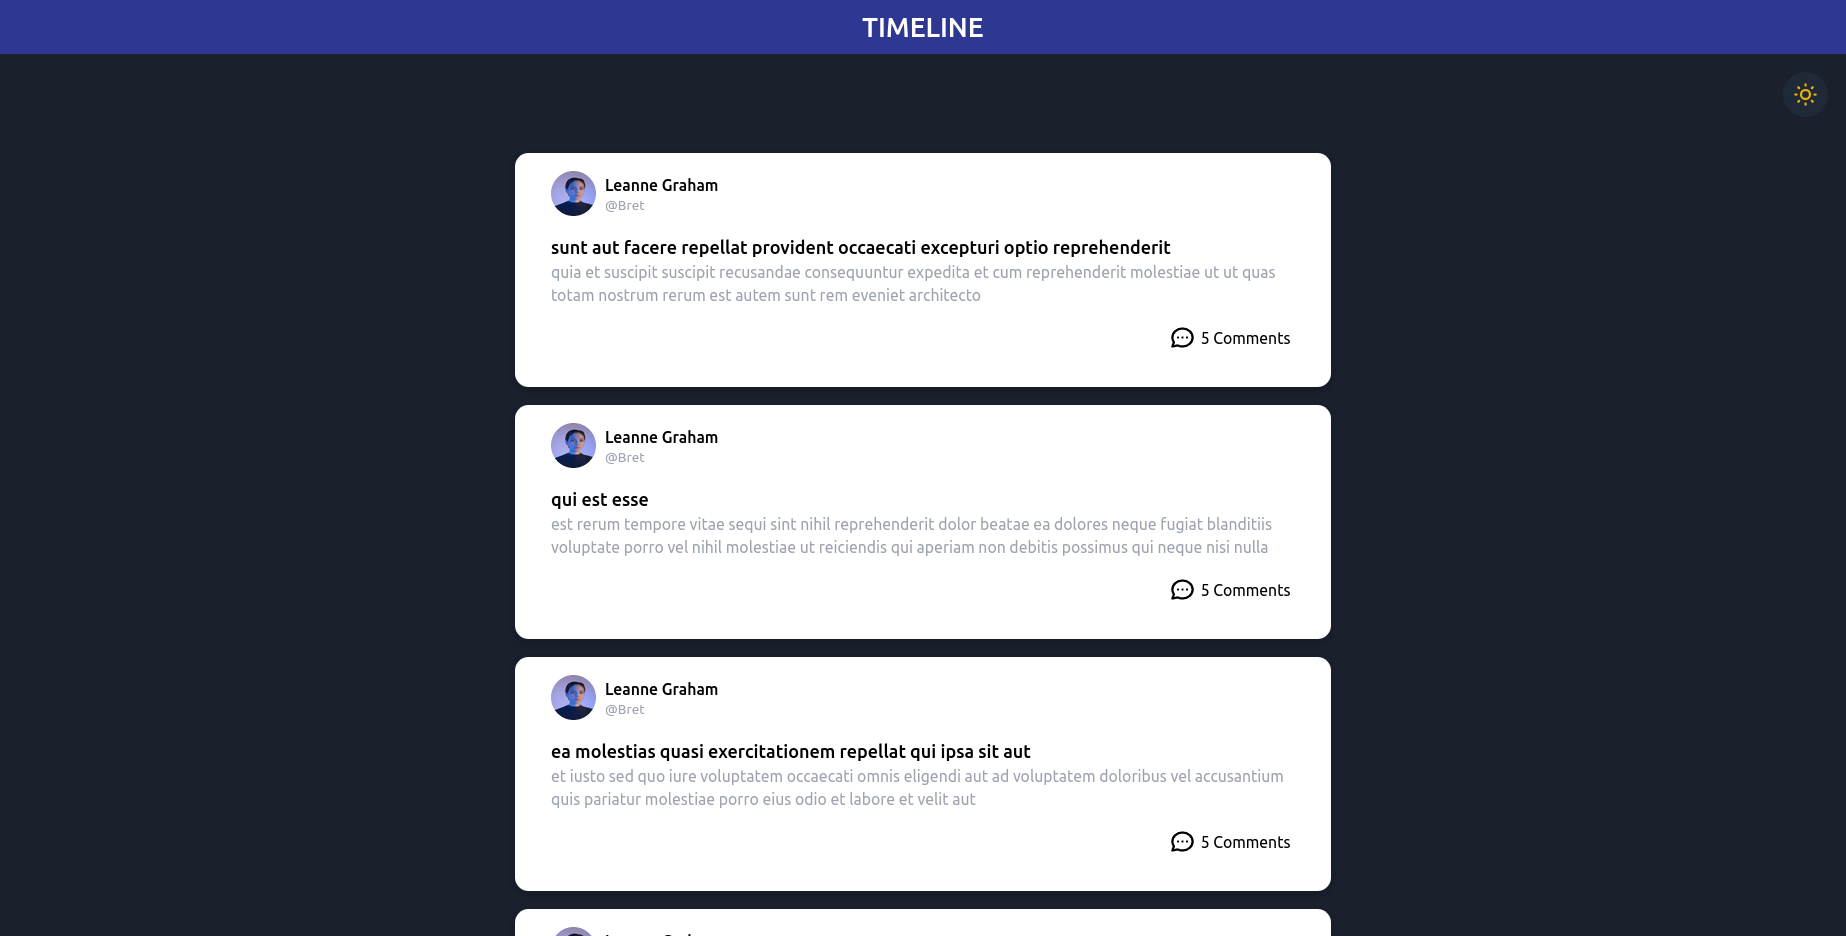 TIMELINE
Leanne Graham
@Bret
sunt aut facere repellat provident occaecati excepturi optio reprehenderit
quia et suscipit suscipit recusandae consequuntur expedita et cum reprehenderit molestiae ut ut quas
totam nostrum rerum est autem sunt rem eveniet architecto
5 Comments
Leanne Graham
@Bret
qui est esse
est rerum tempore vitae sequi sint nihil reprehenderit dolor beatae ea dolores neque fugiat blanditiis
voluptate porro vel nihil molestiae ut reiciendis qui aperiam non debitis possimus qui neque nisi nulla
5 Comments
Leanne Graham
@Bret
ea molestias quasi exercitationem repellat qui ipsa sit aut
et iusto sed quo iure voluptatem occaecati omnis eligendi aut ad voluptatem doloribus vel accusantium
quis pariatur molestiae porro eius odio et labore et velit aut
5 Comments